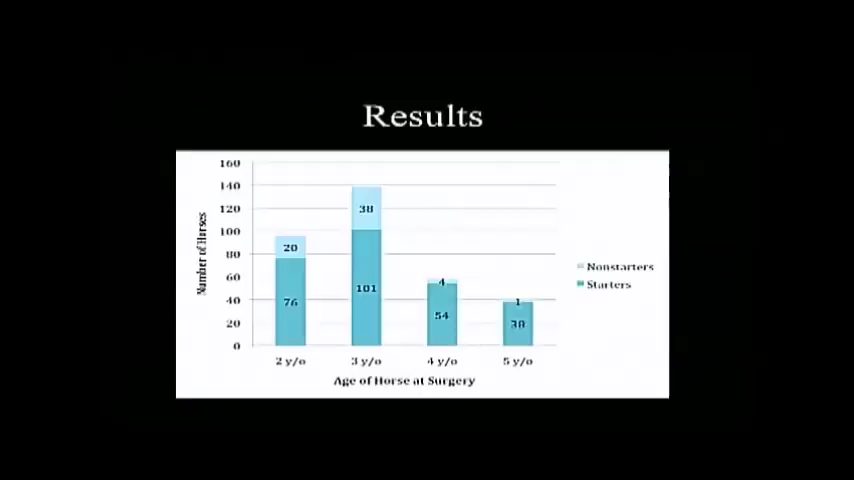 Results
160
140
120
100
80
60
40
20
0
Number of Horses
38
20
4
1
76
101
54
38
Nonstarters
Starters
2 y/o 3 y/o 4 y/o 5 y/o
Age of Horse at Surgery